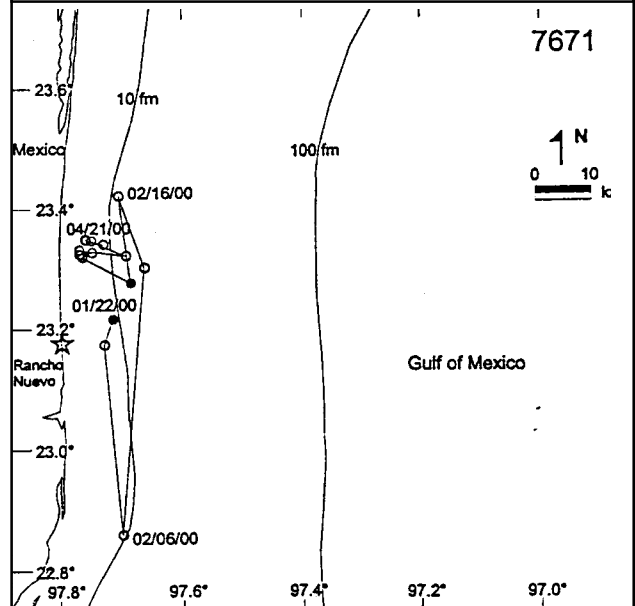 7671
23.6°
10 fm
N
Mexico
100 fm
0 10
k
02/16/00
23.4°
04/21/00
01/22/00
23.2°
Rancho
Nuevo
Gulf of Mexico
23.0°
02/06/00
22.8°
97.8° 97.6° 97.4° 97.2° 97.0°